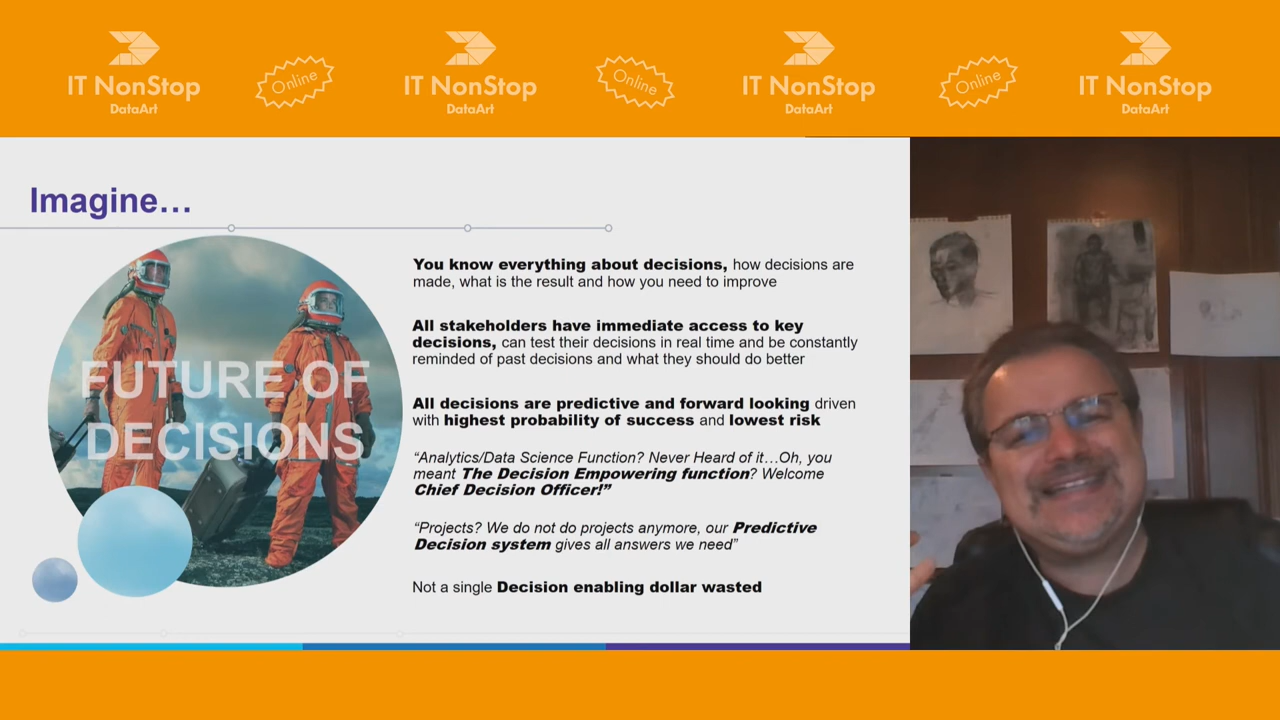 IT NonStop
DataArt
Online
IT NonStop
DataArt
Online
IT NonStop
DataArt
Online
IT NonStop
DataArt
Imagine…
FUTURE OF
DECISIONS
You know everything about decisions, how decisions are
made, what is the result and how you need to improve
All stakeholders have immediate access to key
decisions, can test their decisions in real time and be constantly
reminded of past decisions and what they should do better
All decisions are predictive and forward looking driven
with highest probability of success and lowest risk
“Analytics/Data Science Function? Never Heard of it…Oh, you
meant The Decision Empowering function? Welcome
Chief Decision Officer!”
“Projects? We do not do projects anymore, our Predictive
Decision system gives all answers we need”
Not a single Decision enabling dollar wasted